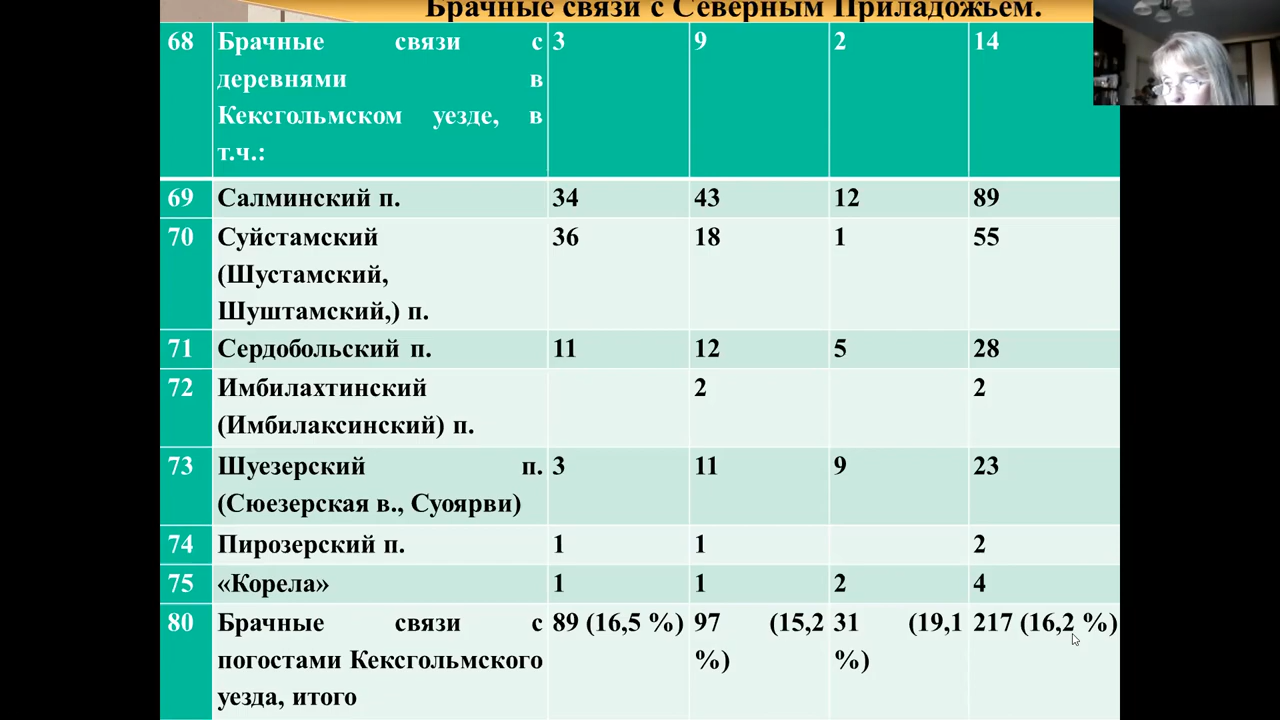 Брачные связи с Северным Приладожьем.
68 Брачные связи с 3 9 2 14
деревнями в
Кексгольмском уезде, в
т.ч.:
69 Салминский п. 34 43 12 89
70 Суйстамский 36 18 1 55
(Шустамский,
Шуштамский,) п.
71 Сердобольский п. 11 12 5 28
72 Имбилахтинский 2 2
(Имбилаксинский) п.
73 Шуезерский п. 3 11 9 23
(Сюезерская в., Суоярви)
74 Пирозерский п. 1 1 2
75 «Корела» 1 1 2 4
80 Брачные связи с 89 (16,5 %) 97 (15,2 31 (19,1 217 (16,2 %)
погостами Кексгольмского %) %)
уезда, итого